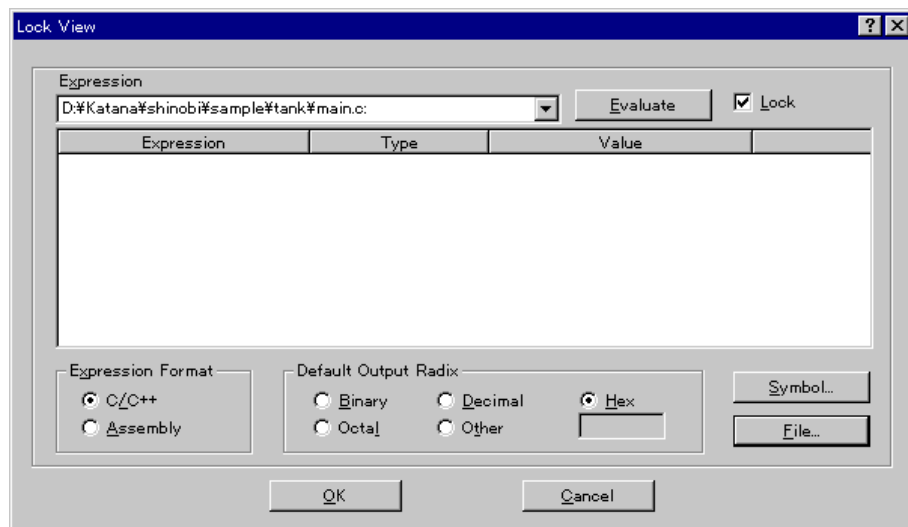 Lock View
Expression
D:¥Katana¥shinobi¥sample¥tank¥main.c:
Evaluate
Lock
Expression Type Value
Expression Format
C/C++
Assembly
Default Output Radix
Binary Decimal Hex
Octal Other
Symbol...
File...
OK Cancel